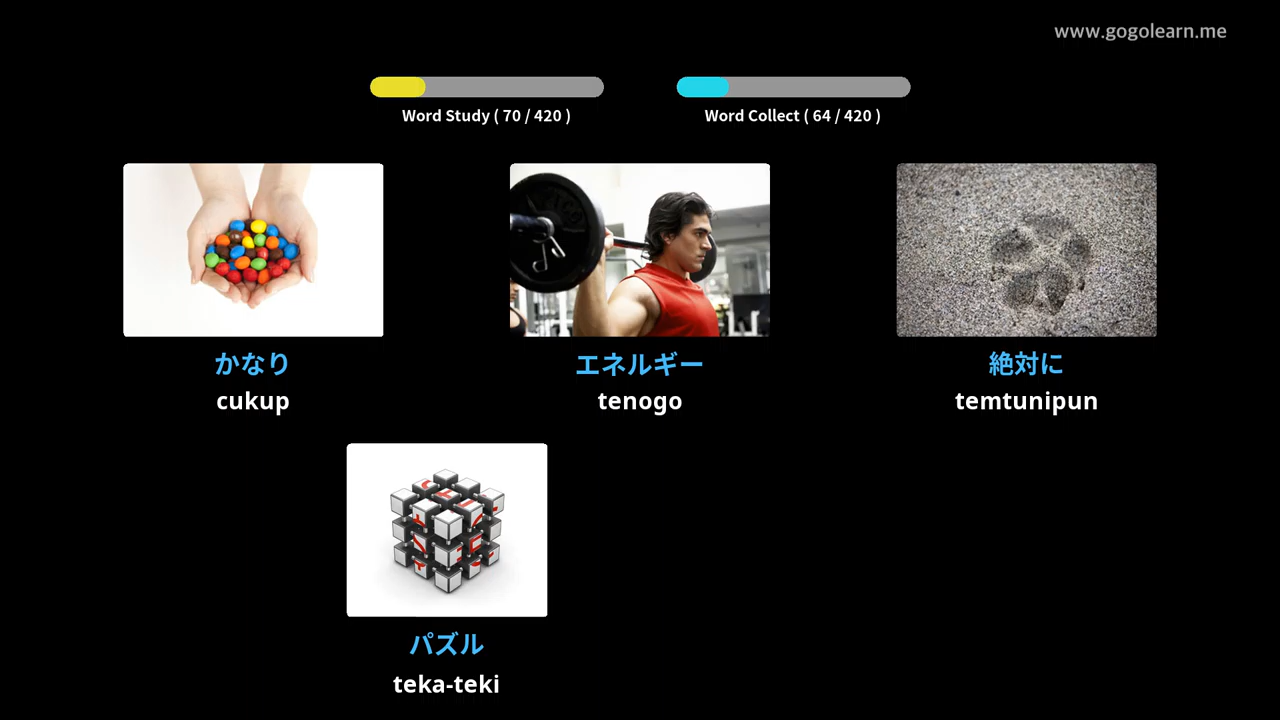 www.gogolearn.me
Word Study ( 70 / 420 )
Word Collect ( 64 / 420 )
かなり
cukup
エネルギー
tenogo
絶対に
temtunipun
パズル
teka-teki